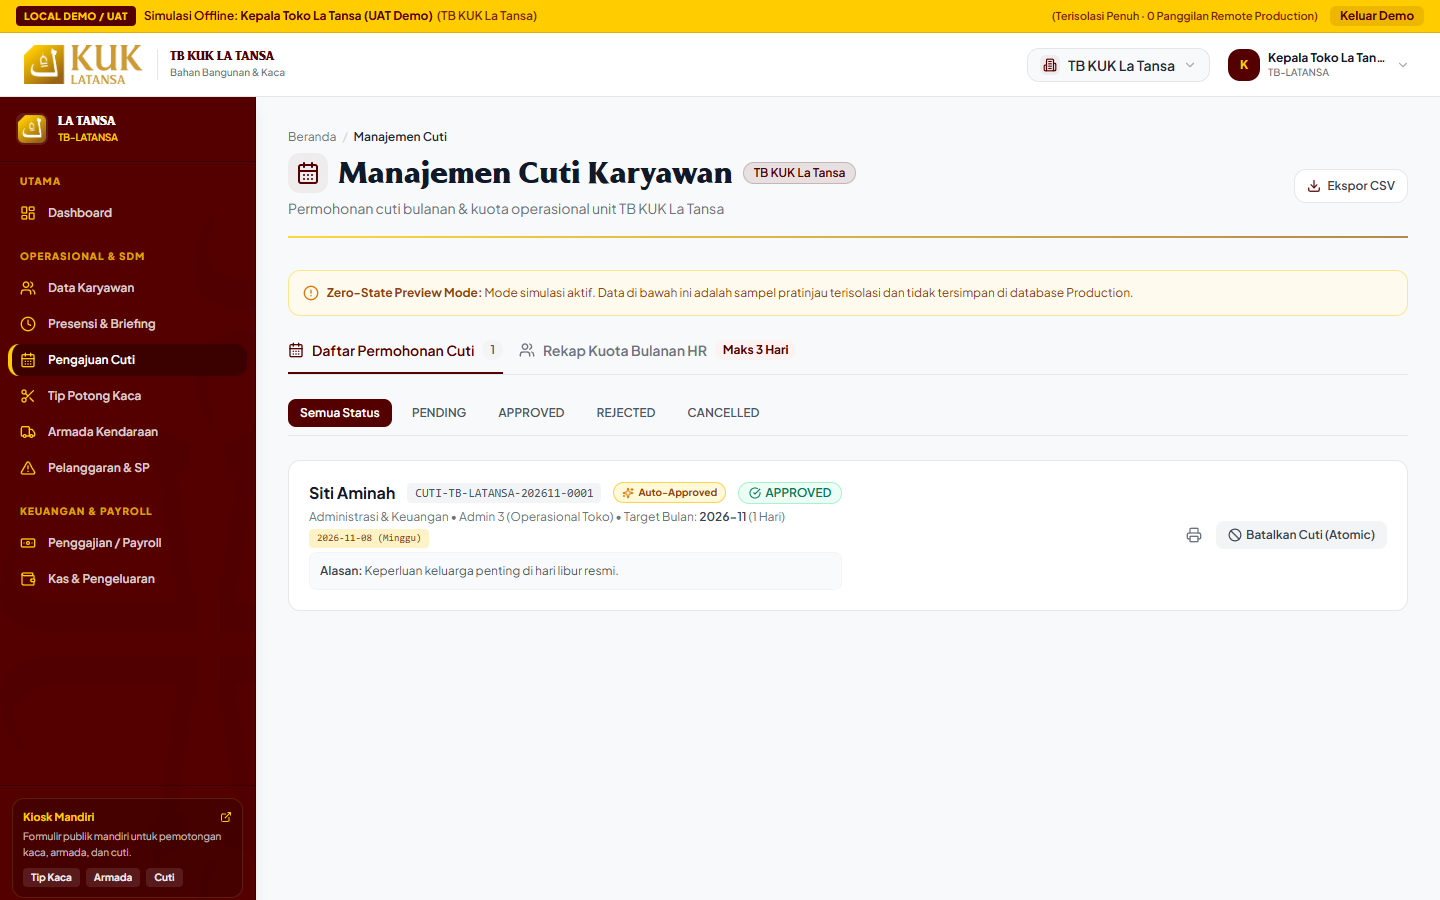 LOCAL DEMO / UAT Simulasi Offline: Kepala Toko La Tansa (UAT Demo) (TB KUK La Tansa) (Terisolasi Penuh · 0 Panggilan Remote Production) Keluar Demo
KUK
LATANSA
TB KUK LA TANSA
Bahan Bangunan & Kaca
TB KUK La Tansa
K
Kepala Toko La Tan...
TB-LATANSA
LA TANSA
TB-LATANSA
UTAMA
Dashboard
OPERASIONAL & SDM
Data Karyawan
Presensi & Briefing
Pengajuan Cuti
Tip Potong Kaca
Armada Kendaraan
Pelanggaran & SP
KEUANGAN & PAYROLL
Penggajian / Payroll
Kas & Pengeluaran
Kiosk Mandiri
Formulir publik mandiri untuk pemotongan
kaca, armada, dan cuti.
Tip Kaca Armada Cuti
Beranda / Manajemen Cuti
Manajemen Cuti Karyawan TB KUK La Tansa
Permohonan cuti bulanan & kuota operasional unit TB KUK La Tansa
Ekspor CSV
Zero-State Preview Mode: Mode simulasi aktif. Data di bawah ini adalah sampel pratinjau terisolasi dan tidak tersimpan di database Production.
Daftar Permohonan Cuti 1 Rekap Kuota Bulanan HR Maks 3 Hari
Semua Status PENDING APPROVED REJECTED CANCELLED
Siti Aminah CUTI-TB-LATANSA-202611-0001 Auto-Approved APPROVED
Administrasi & Keuangan • Admin 3 (Operasional Toko) • Target Bulan: 2026-11 (1 Hari)
2026-11-08 (Minggu)
Alasan: Keperluan keluarga penting di hari libur resmi.
Batalkan Cuti (Atomic)